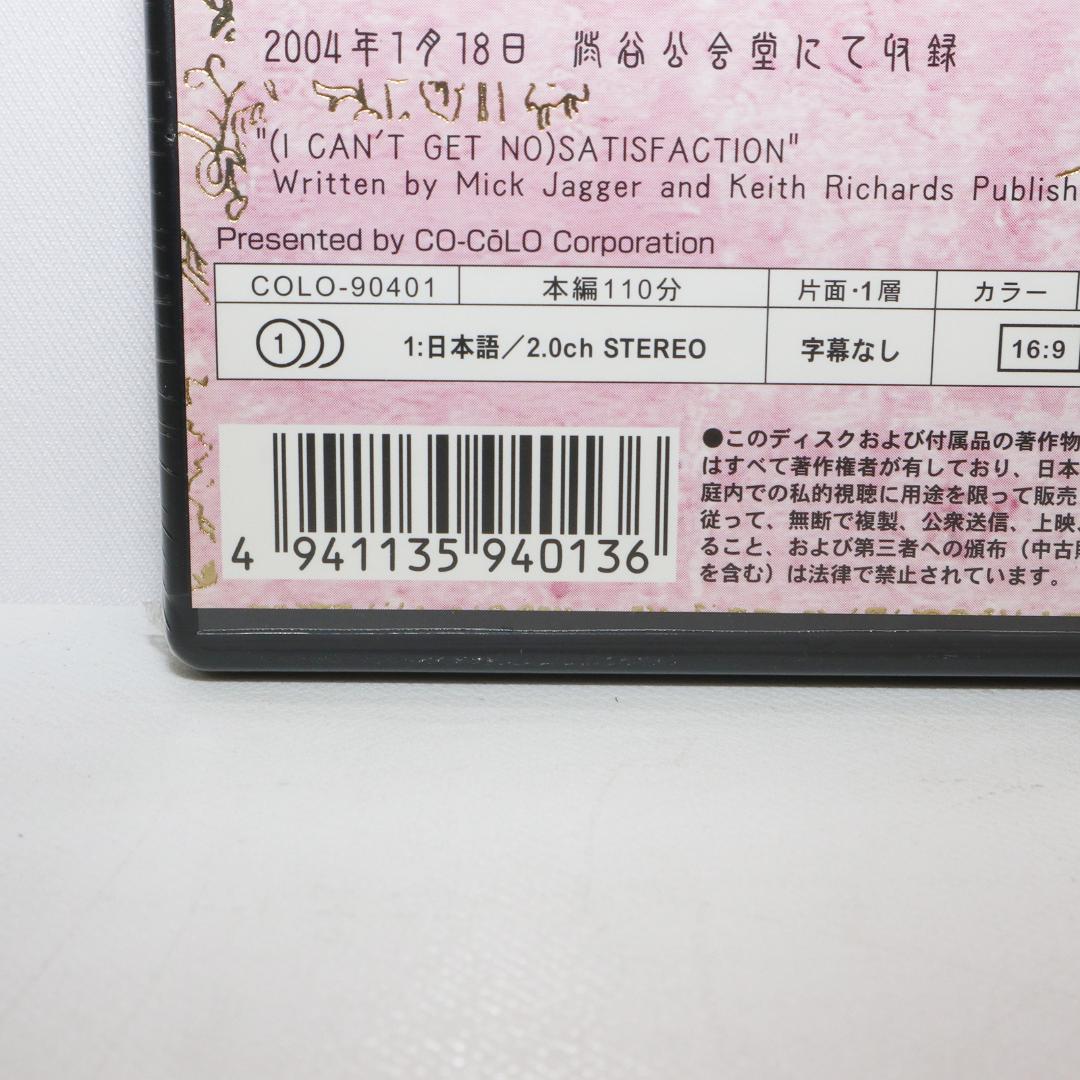 2004年1月18日 渋谷公会堂にて収録
"(I CAN'T GET NO)SATISFACTION"
Written by Mick Jagger and Keith Richards Publish
Presented by CO-CōLO Corporation
COLO-90401 本編110分 片面・1層 カラー
1 1:日本語／2.0ch STEREO 字幕なし 16:9
●このディスクおよび付属品の著作物
はすべて著作権者が有しており、日本
庭内での私的視聴に用途を限って販売
従って、無断で複製、公衆送信、上映、
ること、および第三者への頒布（中古販
を含む）は法律で禁止されています。
4 941135 940136